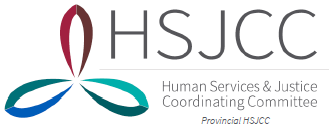 HSJCC
Human Services & Justice
Coordinating Committee
Provincial HSJCC